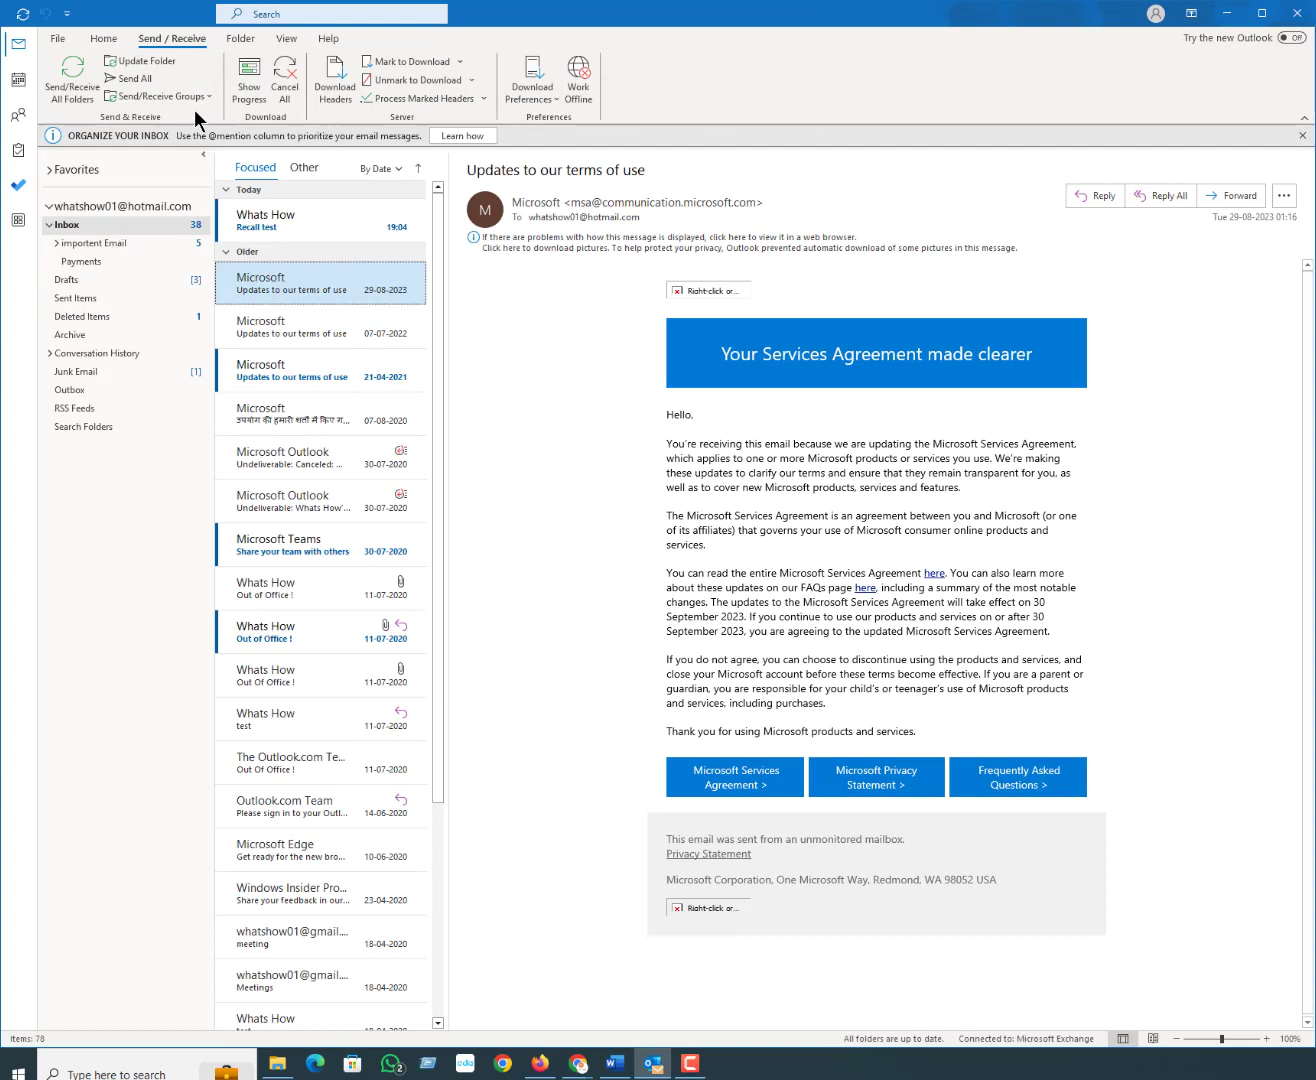 Search
File Home Send / Receive Folder View Help
Try the new Outlook Off
Send/Receive
All Folders
Update Folder
Send All
Send/Receive Groups
Send & Receive
Show
Progress
Cancel
All
Download
Download
Headers
Mark to Download
Unmark to Download
Process Marked Headers
Server
Download
Preferences
Work
Offline
Preferences
ORGANIZE YOUR INBOX Use the @mention column to prioritize your email messages. Learn how
Favorites
whatshow01@hotmail.com
Inbox 38
importent Email 5
Payments
Drafts [3]
Sent Items
Deleted Items 1
Archive
Conversation History
Junk Email [1]
Outbox
RSS Feeds
Search Folders
Focused Other By Date
Today
Whats How
Recall test 19:04
Older
Microsoft
Updates to our terms of use 29-08-2023
Microsoft
Updates to our terms of use 07-07-2022
Microsoft
Updates to our terms of use 21-04-2021
Microsoft
उपयोग की हमारी शर्तों में किए ग... 07-08-2020
Microsoft Outlook
Undeliverable: Canceled: ... 30-07-2020
Microsoft Outlook
Undeliverable: Whats How'... 30-07-2020
Microsoft Teams
Share your team with others 30-07-2020
Whats How
Out of Office ! 11-07-2020
Whats How
Out of Office ! 11-07-2020
Whats How
Out Of Office ! 11-07-2020
Whats How
test 11-07-2020
The Outlook.com Te...
Out Of Office ! 11-07-2020
Outlook.com Team
Please sign in to your Outl... 14-06-2020
Microsoft Edge
Get ready for the new bro... 10-06-2020
Windows Insider Pro...
Share your feedback in our... 23-04-2020
whatshow01@gmail....
meeting 18-04-2020
whatshow01@gmail....
Meetings 18-04-2020
Whats How
Updates to our terms of use
M
Microsoft <msa@communication.microsoft.com>
To whatshow01@hotmail.com
Reply Reply All Forward
Tue 29-08-2023 01:16
If there are problems with how this message is displayed, click here to view it in a web browser.
Click here to download pictures. To help protect your privacy, Outlook prevented automatic download of some pictures in this message.
Right-click or...
Your Services Agreement made clearer
Hello,
You're receiving this email because we are updating the Microsoft Services Agreement,
which applies to one or more Microsoft products or services you use. We're making
these updates to clarify our terms and ensure that they remain transparent for you, as
well as to cover new Microsoft products, services and features.
The Microsoft Services Agreement is an agreement between you and Microsoft (or one
of its affiliates) that governs your use of Microsoft consumer online products and
services.
You can read the entire Microsoft Services Agreement here. You can also learn more
about these updates on our FAQs page here, including a summary of the most notable
changes. The updates to the Microsoft Services Agreement will take effect on 30
September 2023. If you continue to use our products and services on or after 30
September 2023, you are agreeing to the updated Microsoft Services Agreement.
If you do not agree, you can choose to discontinue using the products and services, and
close your Microsoft account before these terms become effective. If you are a parent or
guardian, you are responsible for your child's or teenager's use of Microsoft products
and services, including purchases.
Thank you for using Microsoft products and services.
Microsoft Services
Agreement >
Microsoft Privacy
Statement >
Frequently Asked
Questions >
This email was sent from an unmonitored mailbox.
Privacy Statement
Microsoft Corporation, One Microsoft Way, Redmond, WA 98052 USA
Right-click or...
Items: 78
All folders are up to date. Connected to: Microsoft Exchange 100%
Type here to search
2
cda